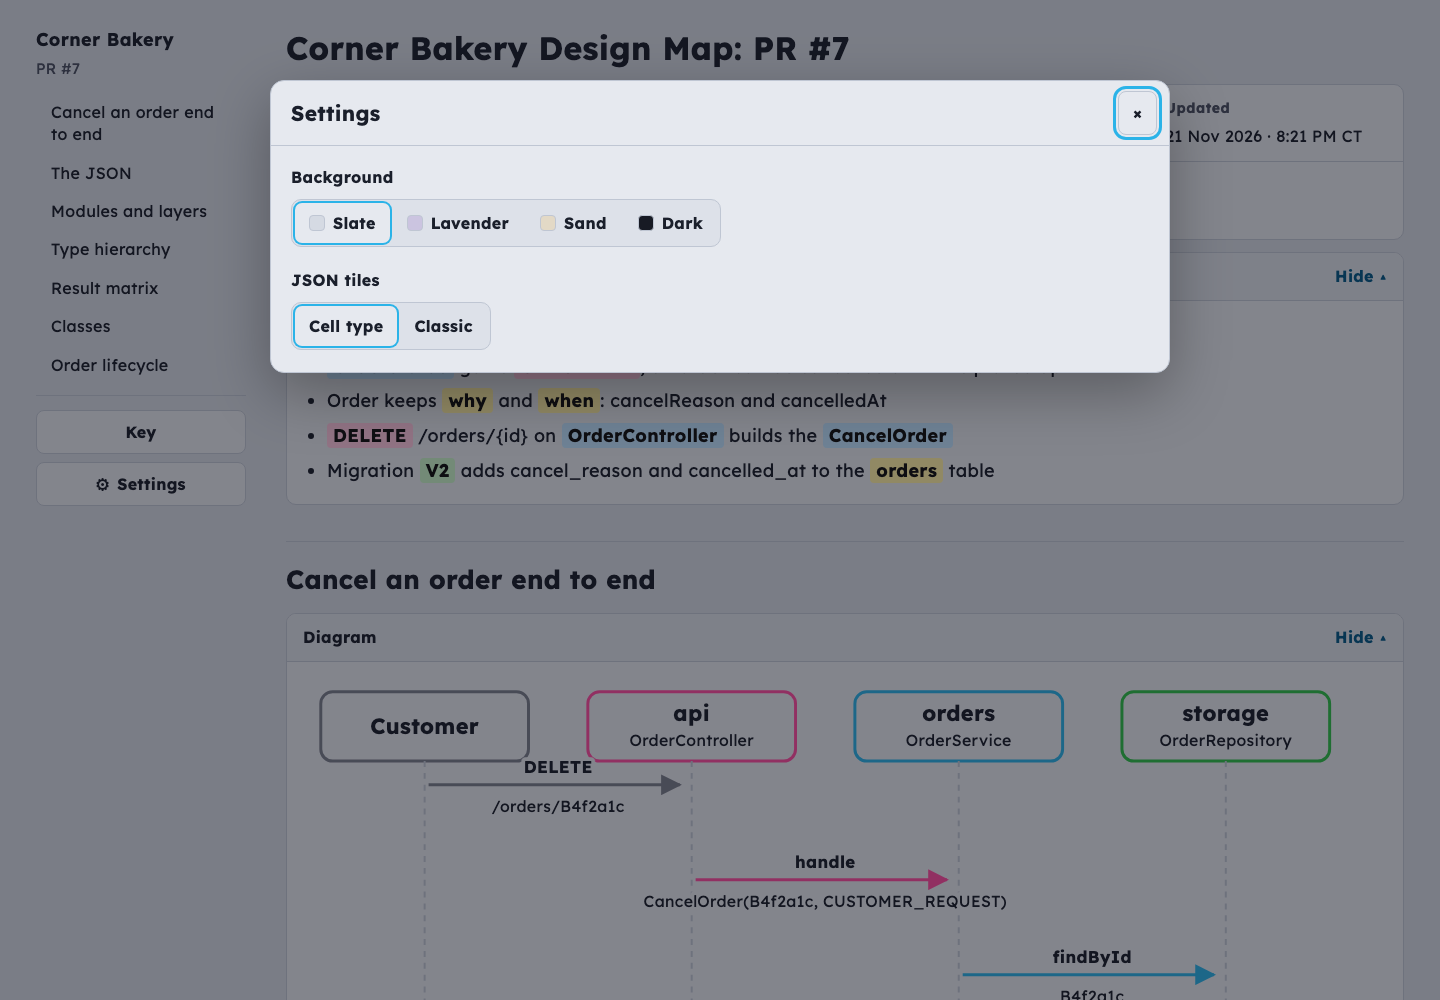 Corner Bakery
PR #7
Cancel an order end
to end
The JSON
Modules and layers
Type hierarchy
Result matrix
Classes
Order lifecycle
Key
⚙ Settings
Corner Bakery Design Map: PR #7
Updated
21 Nov 2026 · 8:21 PM CT
Settings
×
Background
Slate
Lavender
Sand
Dark
JSON tiles
Cell type
Classic
Hide ▲
• Order keeps why and when: cancelReason and cancelledAt
• DELETE /orders/{id} on OrderController builds the CancelOrder
• Migration V2 adds cancel_reason and cancelled_at to the orders table
Cancel an order end to end
Diagram
Hide ▲
Customer
api
OrderController
orders
OrderService
storage
OrderRepository
DELETE
/orders/B4f2a1c
handle
CancelOrder(B4f2a1c, CUSTOMER_REQUEST)
findById
B4f2a1c